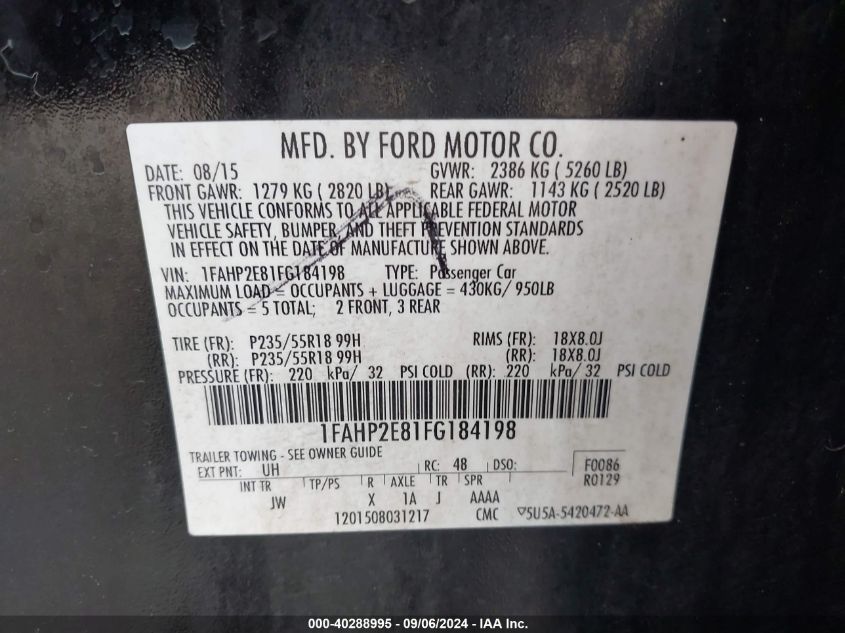 MFD. BY FORD MOTOR CO.
DATE: 08/15 GVWR: 2386 KG ( 5260 LB)
FRONT GAWR: 1279 KG ( 2820 LB) REAR GAWR: 1143 KG ( 2520 LB)
THIS VEHICLE CONFORMS TO ALL APPLICABLE FEDERAL MOTOR
VEHICLE SAFETY, BUMPER, AND THEFT PREVENTION STANDARDS
IN EFFECT ON THE DATE OF MANUFACTURE SHOWN ABOVE.
VIN: 1FAHP2E81FG184198 TYPE: Passenger Car
MAXIMUM LOAD = OCCUPANTS + LUGGAGE = 430KG/ 950LB
OCCUPANTS = 5 TOTAL; 2 FRONT, 3 REAR
TIRE (FR): P235/55R18 99H RIMS (FR): 18X8.0J
(RR): P235/55R18 99H (RR): 18X8.0J
PRESSURE (FR): 220 kPa/ 32 PSI COLD (RR): 220 kPa/ 32 PSI COLD
1FAHP2E81FG184198
TRAILER TOWING - SEE OWNER GUIDE
EXT PNT: UH RC: 48 DSO: F0086
INT TR TP/PS R AXLE TR SPR R0129
JW X 1A J AAAA
1201508031217 CMC ▽5U5A-5420472-AA
000-40288995 - 09/06/2024 - IAA Inc.